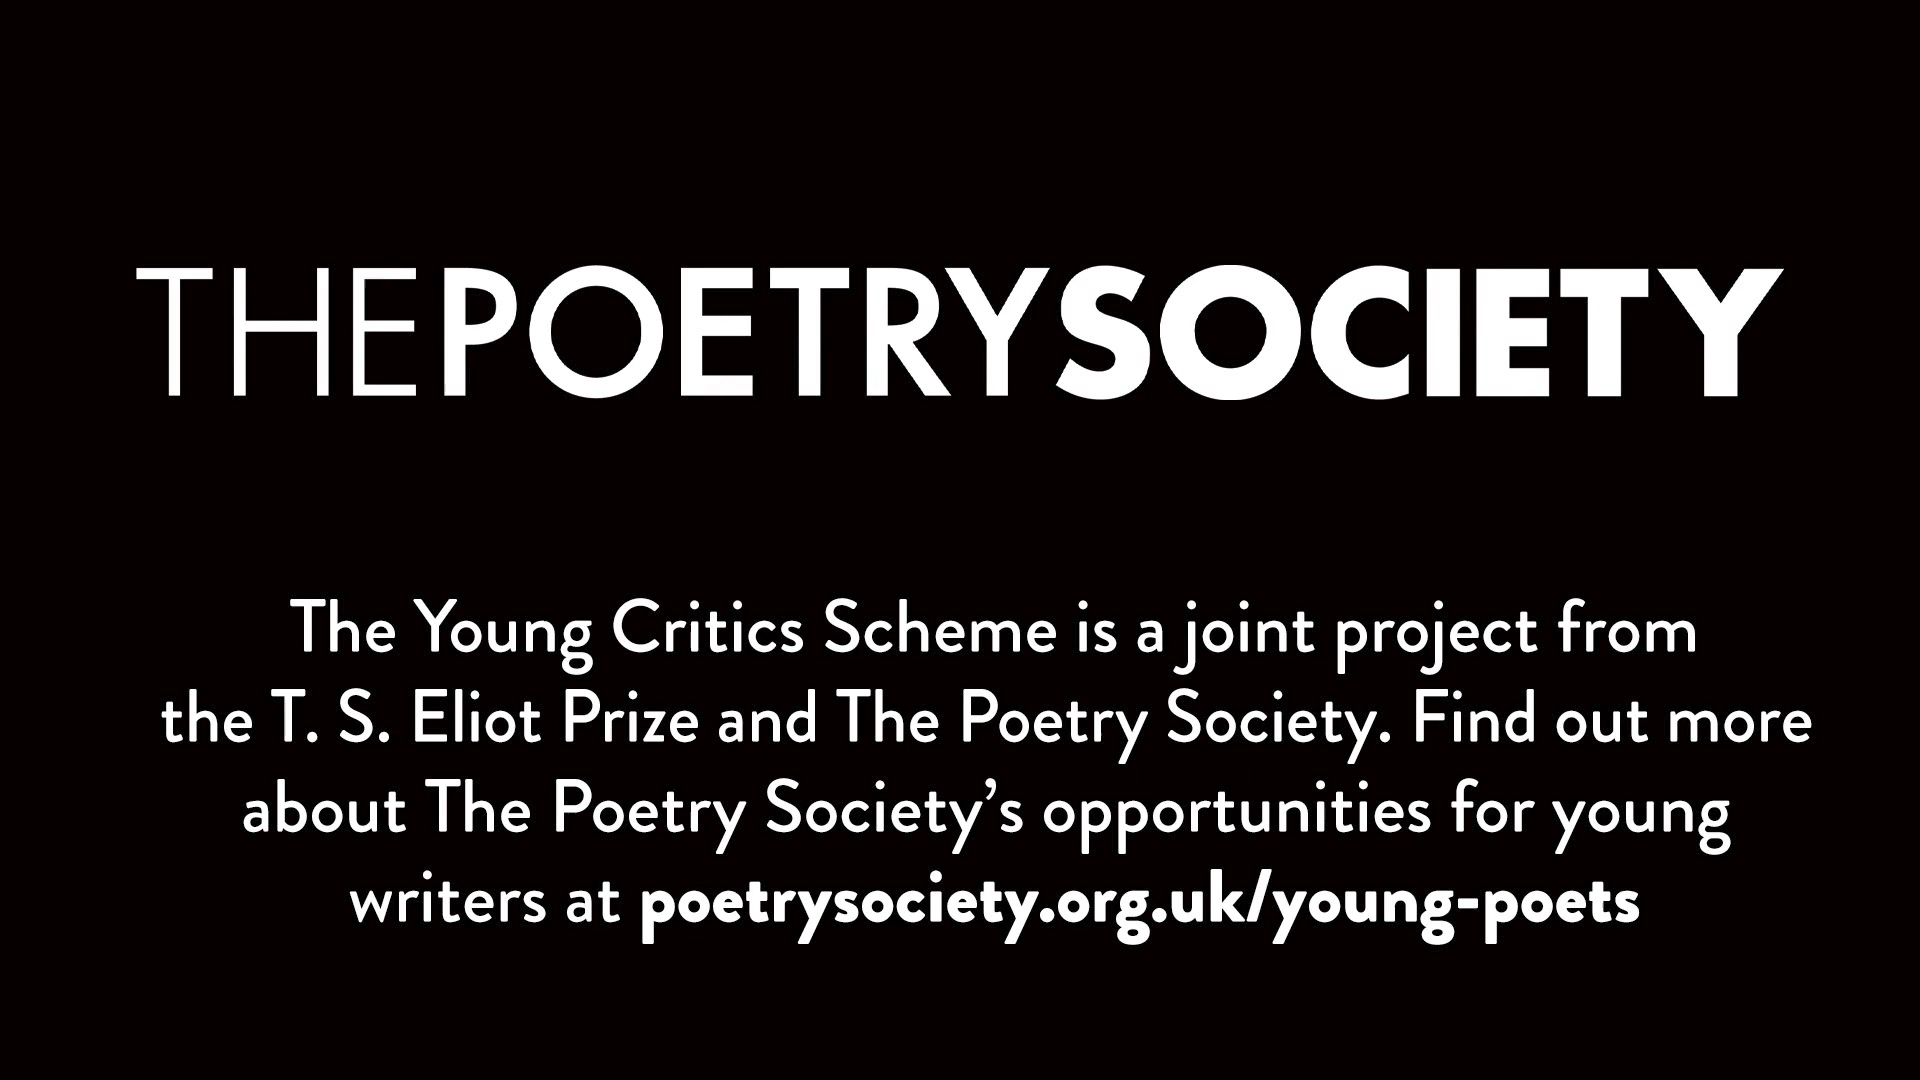 THEPOETRYSOCIETY
The Young Critics Scheme is a joint project from
the T. S. Eliot Prize and The Poetry Society. Find out more
about The Poetry Society’s opportunities for young
writers at poetrysociety.org.uk/young-poets